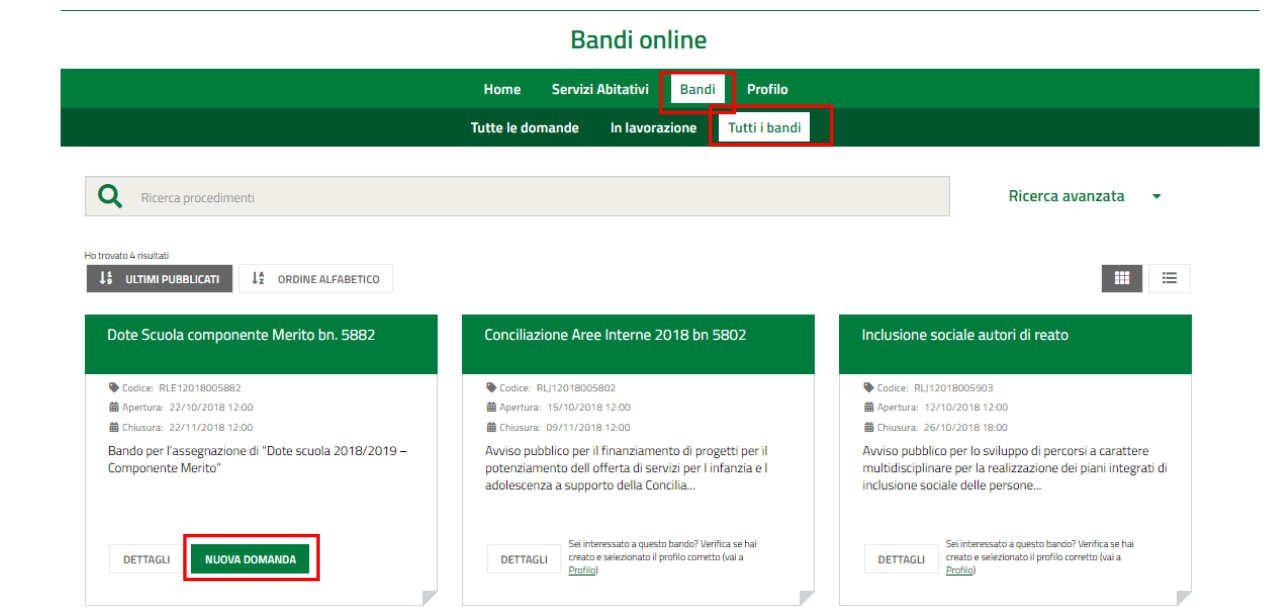 Bandi online
Home Servizi Abitativi Bandi Profilo
Tutte le domande In lavorazione Tutti i bandi
Ricerca procedimenti
Ricerca avanzata
Ho trovato 4 risultati
ULTIMI PUBBLICATI ORDINE ALFABETICO
Dote Scuola componente Merito bn. 5882
Codice: RLE12018005882
Apertura: 22/10/2018 12:00
Chiusura: 22/11/2018 12:00
Bando per l'assegnazione di "Dote scuola 2018/2019 –
Componente Merito"
DETTAGLI NUOVA DOMANDA
Conciliazione Aree Interne 2018 bn 5802
Codice: RLJ12018005802
Apertura: 15/10/2018 12:00
Chiusura: 09/11/2018 12:00
Avviso pubblico per il finanziamento di progetti per il
potenziamento dell offerta di servizi per l infanzia e l
adolescenza a supporto della Concilia...
DETTAGLI
Sei interessato a questo bando? Verifica se hai
creato e selezionato il profilo corretto (vai a
Profilo)
Inclusione sociale autori di reato
Codice: RLJ12018005903
Apertura: 12/10/2018 12:00
Chiusura: 26/10/2018 18:00
Avviso pubblico per lo sviluppo di percorsi a carattere
multidisciplinare per la realizzazione dei piani integrati di
inclusione sociale delle persone...
DETTAGLI
Sei interessato a questo bando? Verifica se hai
creato e selezionato il profilo corretto (vai a
Profilo)